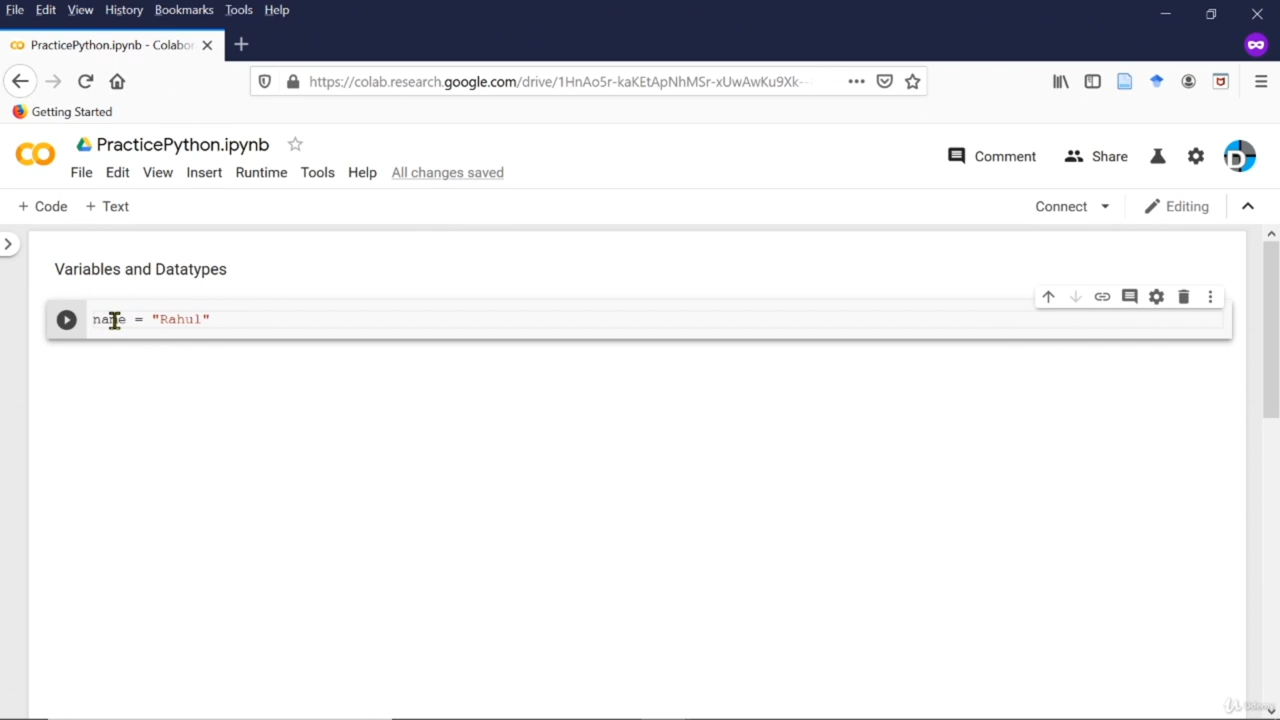 File Edit View History Bookmarks Tools Help
PracticePython.ipynb - Colabor
https://colab.research.google.com/drive/1HnAo5r-kaKEtApNhMSr-xUwAwKu9Xk--
Getting Started
CO PracticePython.ipynb
Comment Share
File Edit View Insert Runtime Tools Help All changes saved
+ Code + Text Connect Editing
Variables and Datatypes
name = "Rahul"